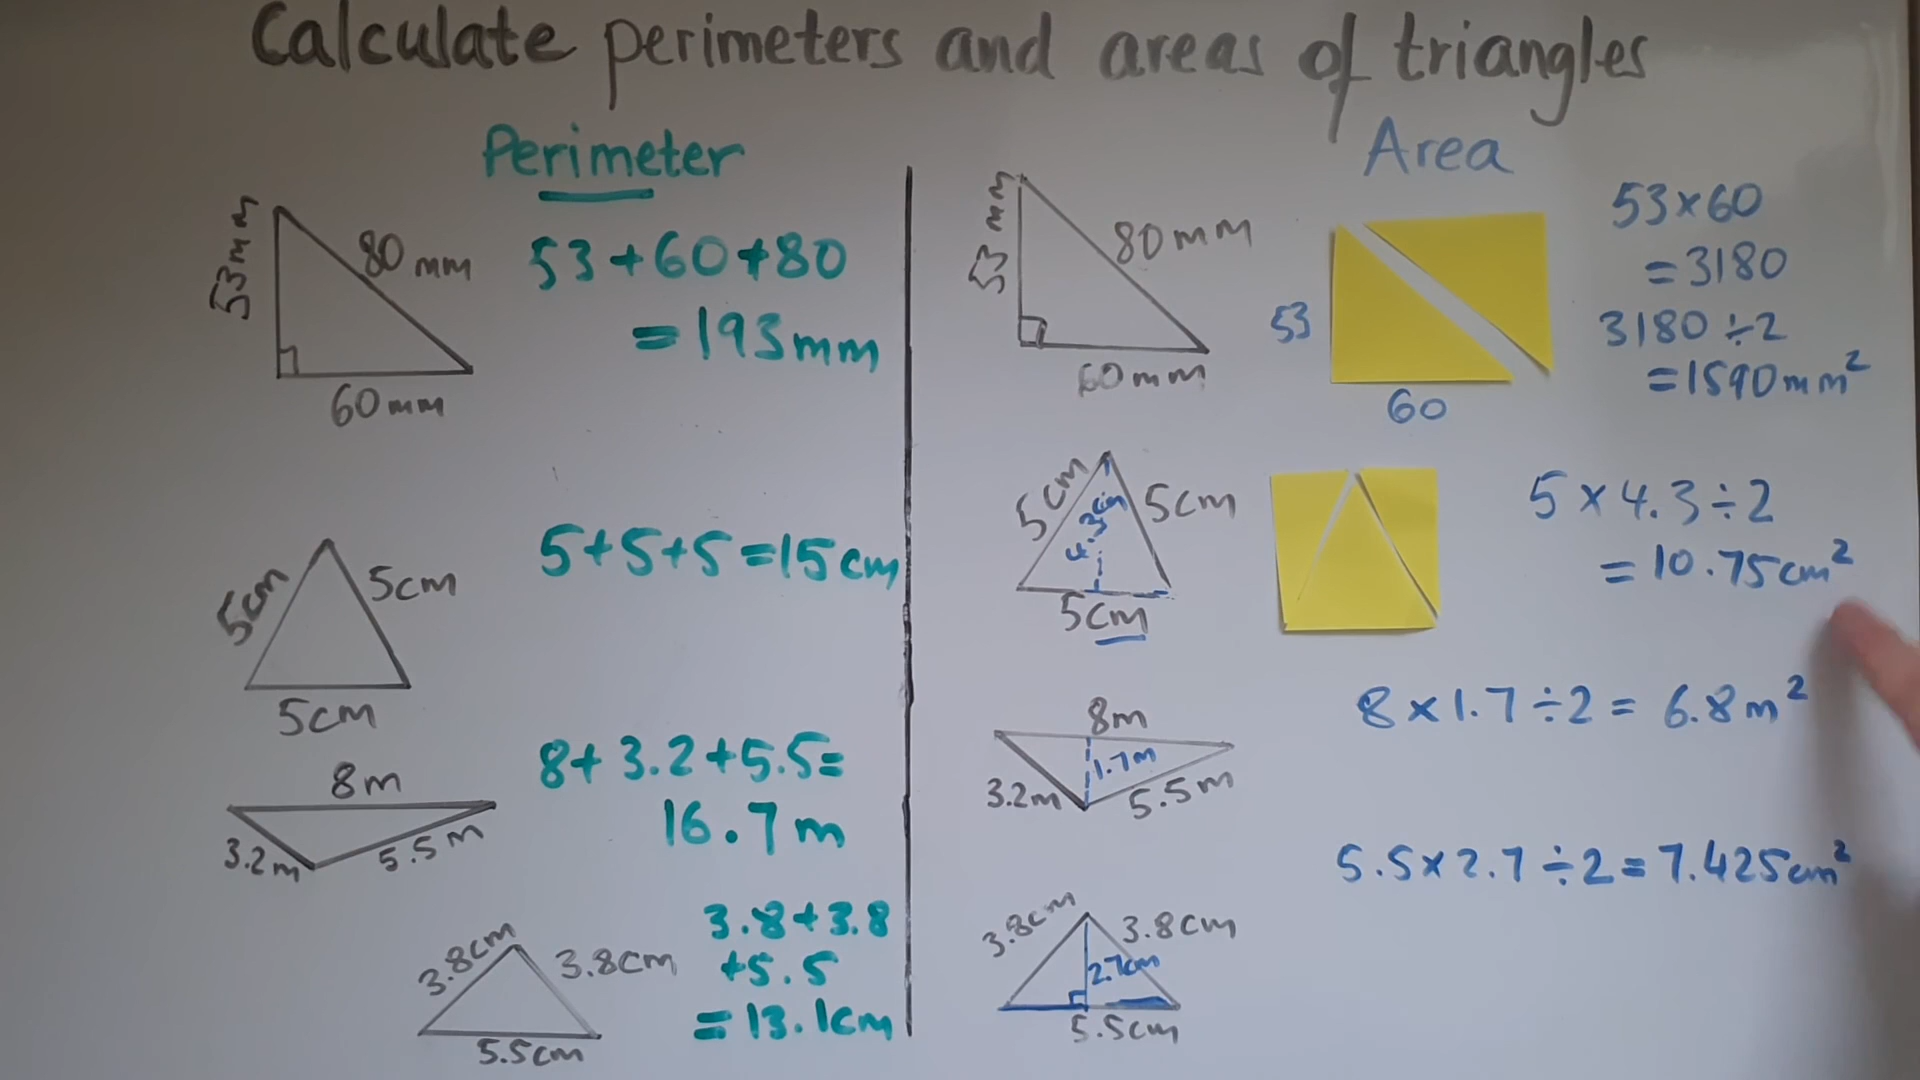 Calculate perimeters and areas of triangles
Perimeter
53mm
80mm
60mm
53+60+80
=193mm
5cm
5cm
5cm
5+5+5=15cm
8m
3.2m
5.5m
8+3.2+5.5=
16.7m
3.8cm
3.8cm
5.5cm
3.8+3.8
+5.5
=13.1cm
Area
53mm
80mm
60mm
53
60
53×60
=3180
3180÷2
=1590mm²
5cm
4.3cm
5cm
5cm
5×4.3÷2
=10.75cm²
8m
1.7m
3.2m
5.5m
8×1.7÷2=6.8m²
3.8cm
3.8cm
2.7cm
5.5cm
5.5×2.7÷2=7.425cm²